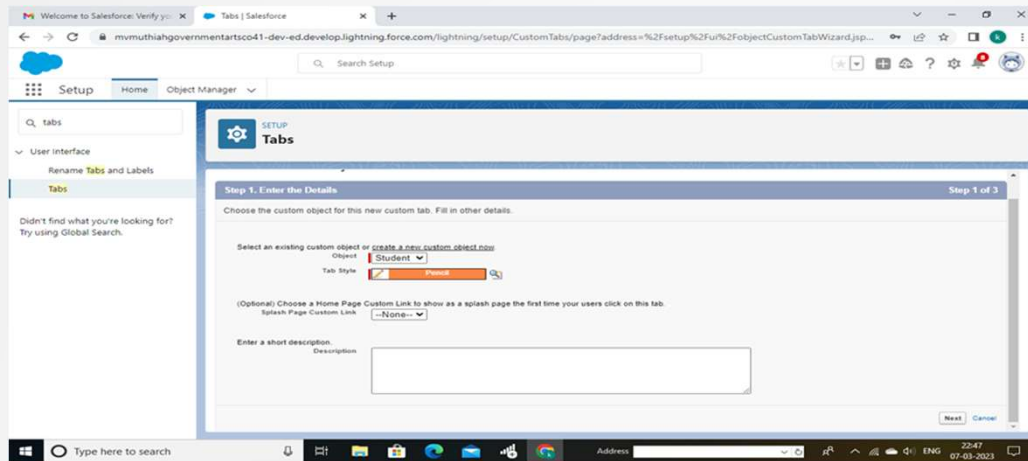 Welcome to Salesforce: Verify yo
Tabs | Salesforce
mvmuthiahgovernmentartsco41-dev-ed.develop.lightning.force.com/lightning/setup/CustomTabs/page?address=%2Fsetup%2Fui%2FobjectCustomTabWizard.jsp...
k
Search Setup
8
Setup
Home
Object Manager
tabs
User Interface
Rename Tabs and Labels
Tabs
Didn't find what you're looking for?
Try using Global Search.
SETUP
Tabs
Step 1. Enter the Details
Step 1 of 3
Choose the custom object for this new custom tab. Fill in other details.
Select an existing custom object or create a new custom object now.
Object
Student
Tab Style
Pencil
(Optional) Choose a Home Page Custom Link to show as a splash page the first time your users click on this tab.
Splash Page Custom Link
--None--
Enter a short description.
Description
Next
Cancel
Type here to search
Address
ENG
22:47
07-03-2023